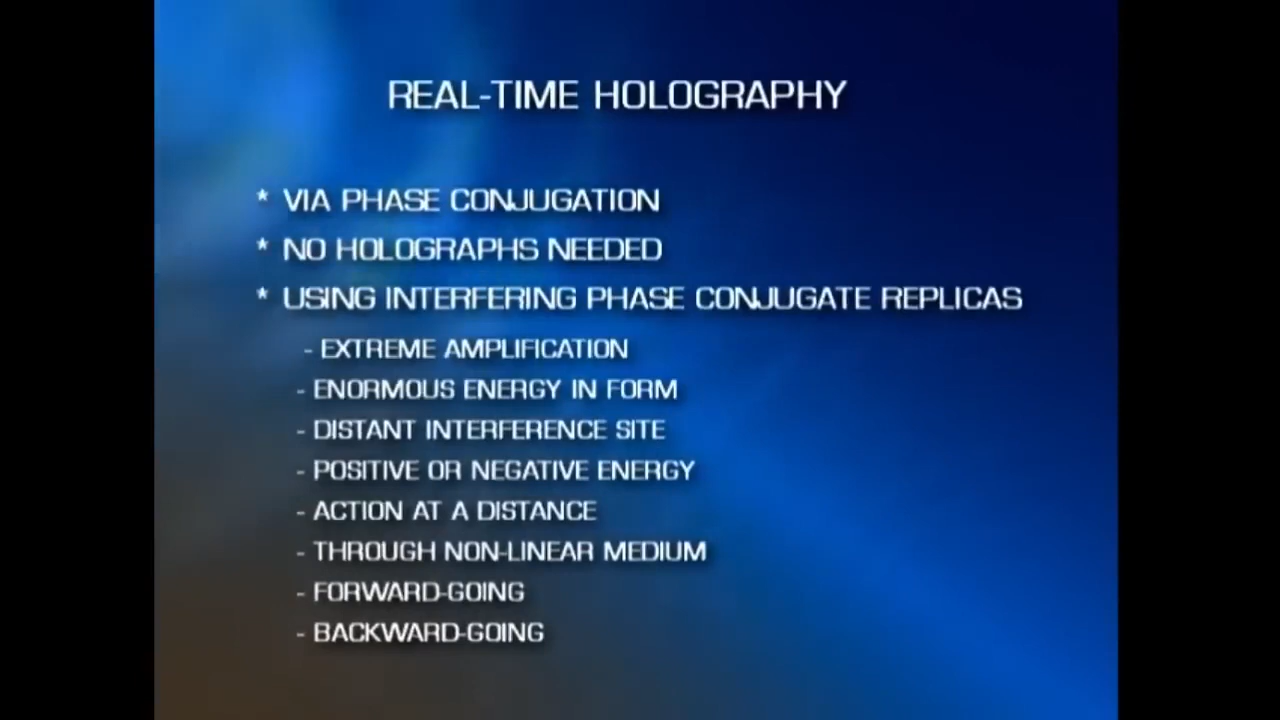 REAL-TIME HOLOGRAPHY
* VIA PHASE CONJUGATION
* NO HOLOGRAPHS NEEDED
* USING INTERFERING PHASE CONJUGATE REPLICAS
- EXTREME AMPLIFICATION
- ENORMOUS ENERGY IN FORM
- DISTANT INTERFERENCE SITE
- POSITIVE OR NEGATIVE ENERGY
- ACTION AT A DISTANCE
- THROUGH NON-LINEAR MEDIUM
- FORWARD-GOING
- BACKWARD-GOING